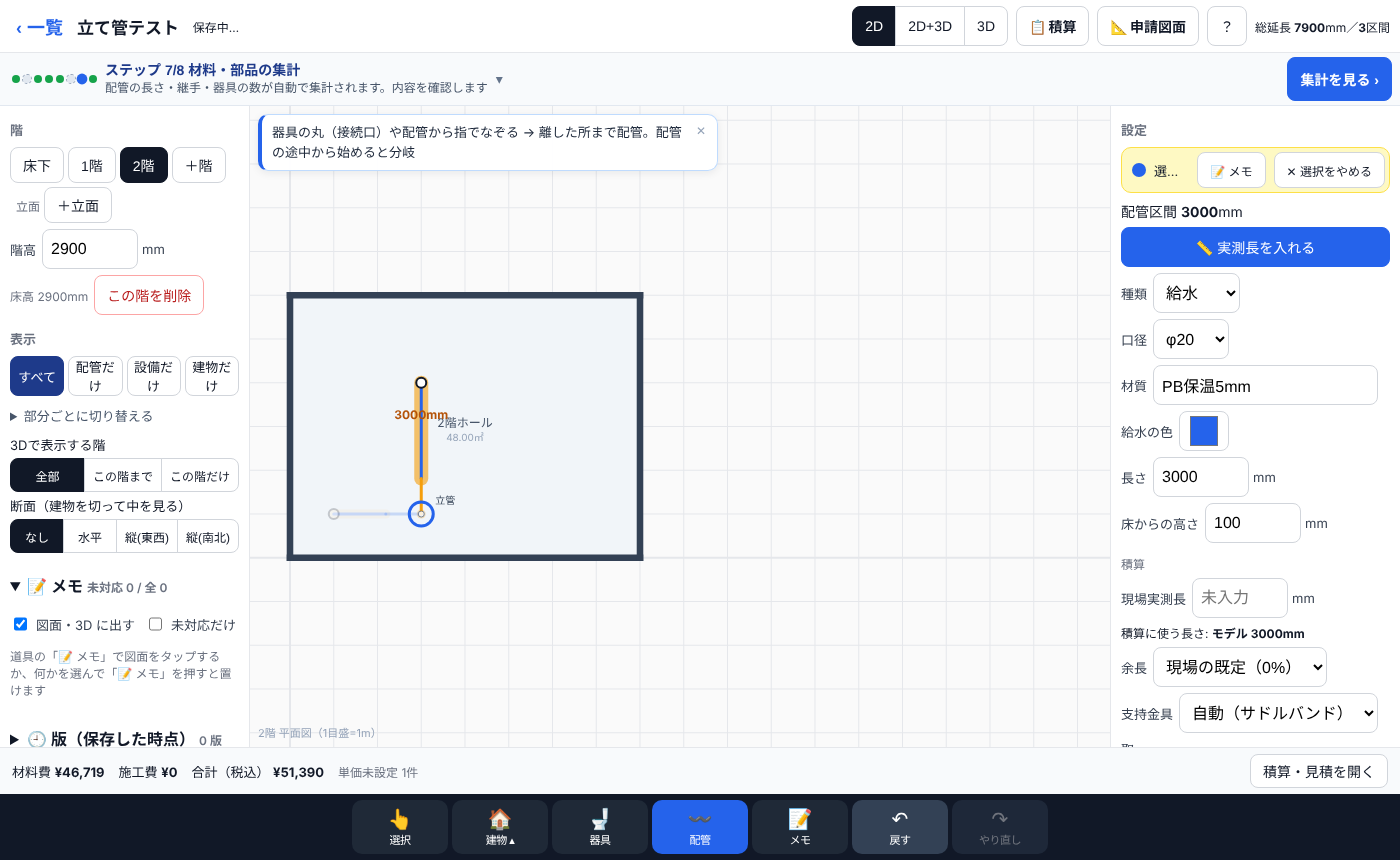 ‹ 一覧 立て管テスト 保存中...
2D 2D+3D 3D 📋 積算 📐 申請図面 ? 総延長 7900mm／3区間
ステップ 7/8 材料・部品の集計
配管の長さ・継手・器具の数が自動で集計されます。内容を確認します ▼
集計を見る ›
階
床下 1階 2階 ＋階
立面 ＋立面
階高 2900 mm
床高 2900mm この階を削除
表示
すべて 配管だけ 設備だけ 建物だけ
▶ 部分ごとに切り替える
3Dで表示する階
全部 この階まで この階だけ
断面（建物を切って中を見る）
なし 水平 縦(東西) 縦(南北)
▼ 📝 メモ 未対応 0 / 全 0
図面・3D に出す 未対応だけ
道具の「📝 メモ」で図面をタップする
か、何かを選んで「📝 メモ」を押すと置
けます
▶ 🕘 版（保存した時点） 0 版
器具の丸（接続口）や配管から指でなぞる → 離した所まで配管。配管
の途中から始めると分岐
×
3000mm
2階ホール
48.00㎡
立管
2階 平面図（1目盛=1m）
設定
選... 📝 メモ ✕ 選択をやめる
配管区間 3000mm
📏 実測長を入れる
種類 給水
口径 φ20
材質 PB保温5mm
給水の色
長さ 3000 mm
床からの高さ 100 mm
積算
現場実測長 未入力 mm
積算に使う長さ: モデル 3000mm
余長 現場の既定（0%）
支持金具 自動（サドルバンド）
材料費 ¥46,719 施工費 ¥0 合計（税込） ¥51,390 単価未設定 1件
積算・見積を開く
選択 建物▲ 器具 配管 メモ 戻す やり直し